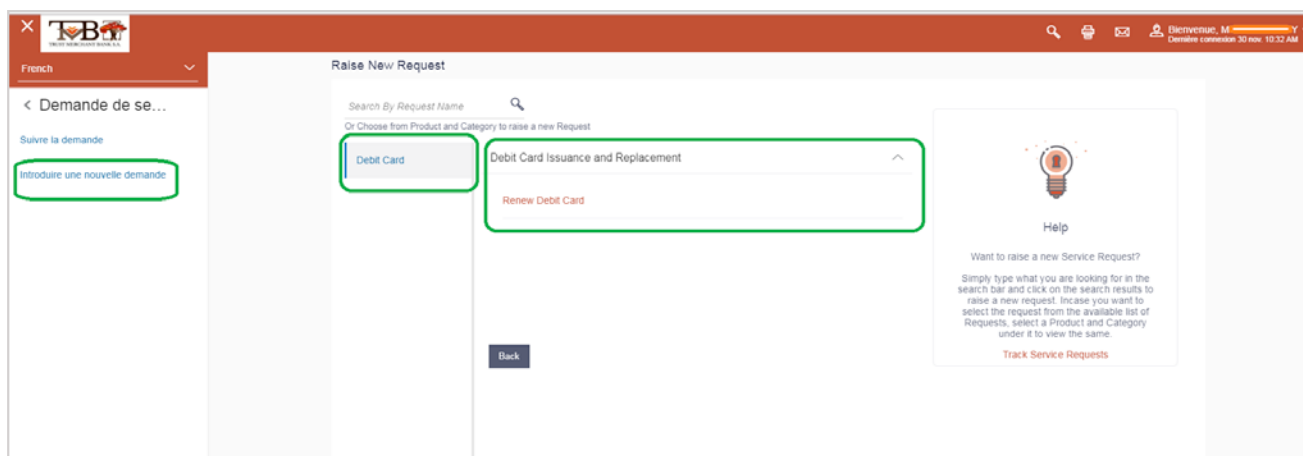 TMB
TRUST MERCHANT BANK S.A.
Bienvenue, M Y
Dernière connexion 30 nov. 10:32 AM
French
Demande de se...
Suivre la demande
Introduire une nouvelle demande
Raise New Request
Search By Request Name
Or Choose from Product and Category to raise a new Request
Debit Card
Debit Card Issuance and Replacement
Renew Debit Card
Back
Help
Want to raise a new Service Request?
Simply type what you are looking for in the
search bar and click on the search results to
raise a new request. Incase you want to
select the request from the available list of
Requests, select a Product and Category
under it to view the same.
Track Service Requests